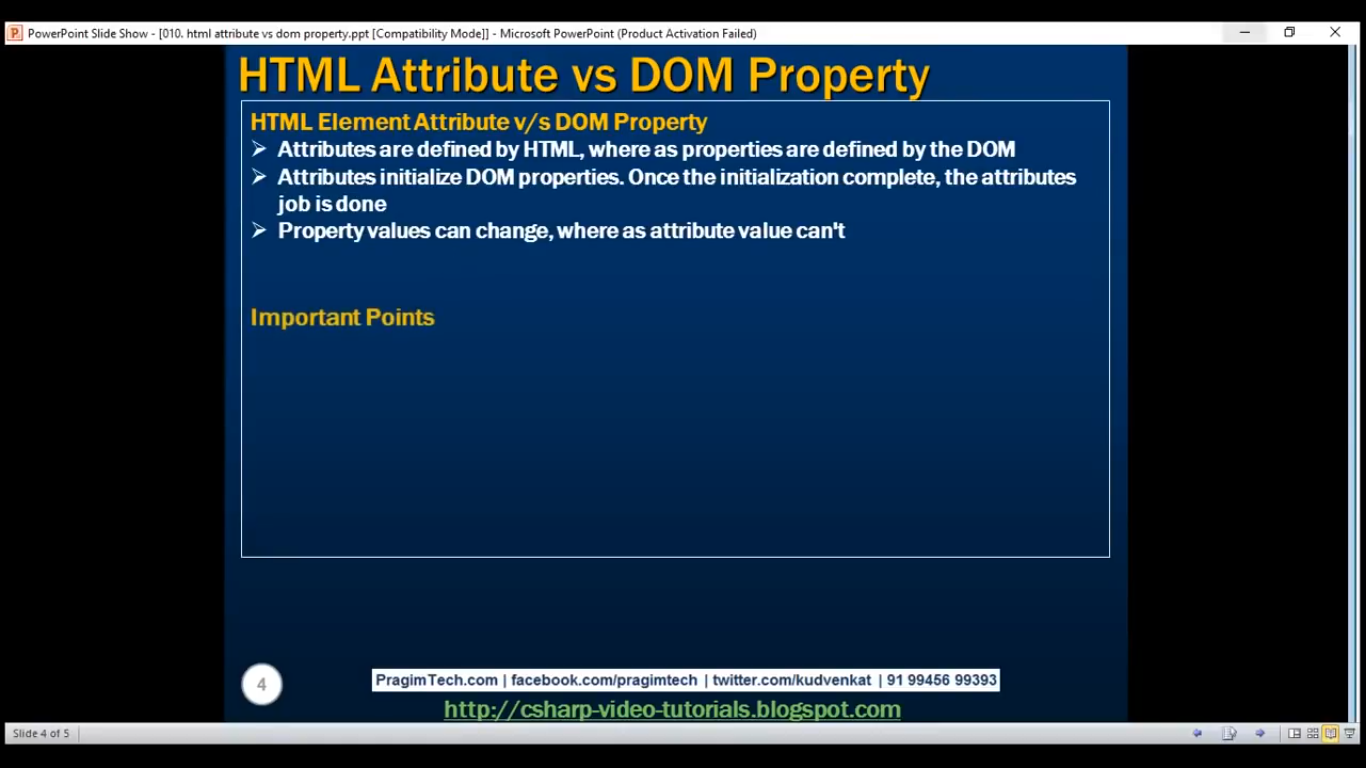 PowerPoint Slide Show - [010. html attribute vs dom property.ppt [Compatibility Mode]] - Microsoft PowerPoint (Product Activation Failed)
HTML Attribute vs DOM Property
HTML Element Attribute v/s DOM Property
Attributes are defined by HTML, where as properties are defined by the DOM
Attributes initialize DOM properties. Once the initialization complete, the attributes
job is done
Property values can change, where as attribute value can't
Important Points
4
PragimTech.com | facebook.com/pragimtech | twitter.com/kudvenkat | 91 99456 99393
http://csharp-video-tutorials.blogspot.com
Slide 4 of 5